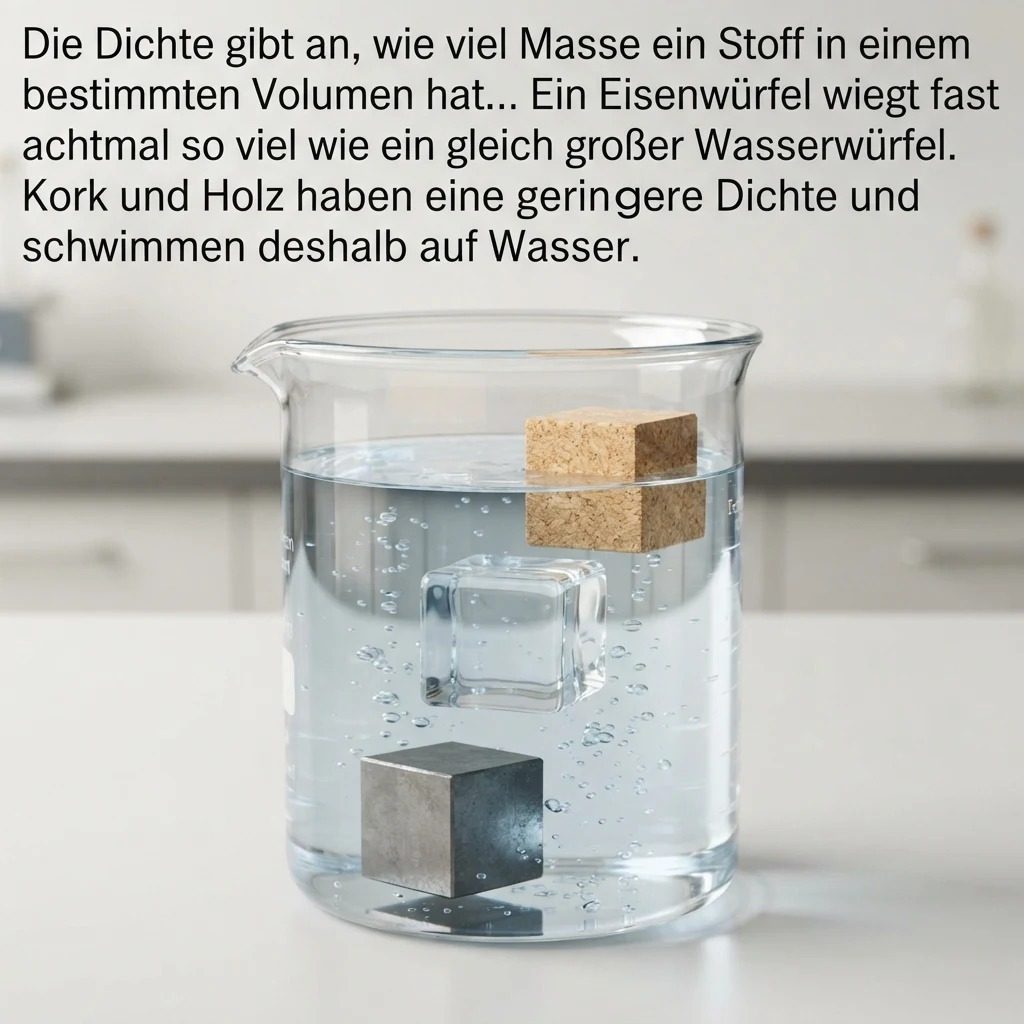 Die Dichte gibt an, wie viel Masse ein Stoff in einem
bestimmten Volumen hat... Ein Eisenwürfel wiegt fast
achtmal so viel wie ein gleich großer Wasserwürfel.
Kork und Holz haben eine geringere Dichte und
schwimmen deshalb auf Wasser.